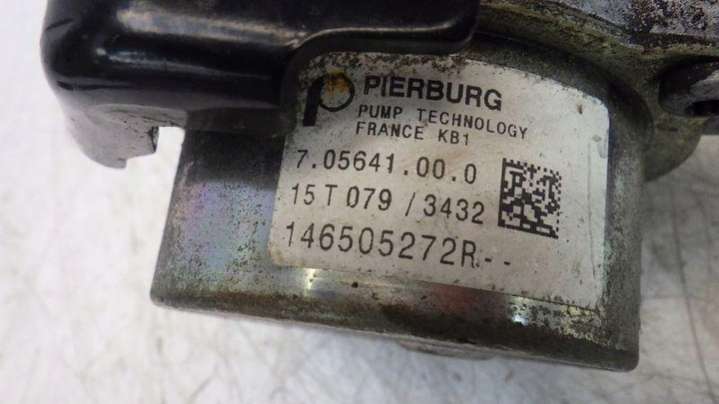 PIERBURG
PUMP TECHNOLOGY
FRANCE KB1
7.05641.00.0
15 T 079 / 3432
146505272R--